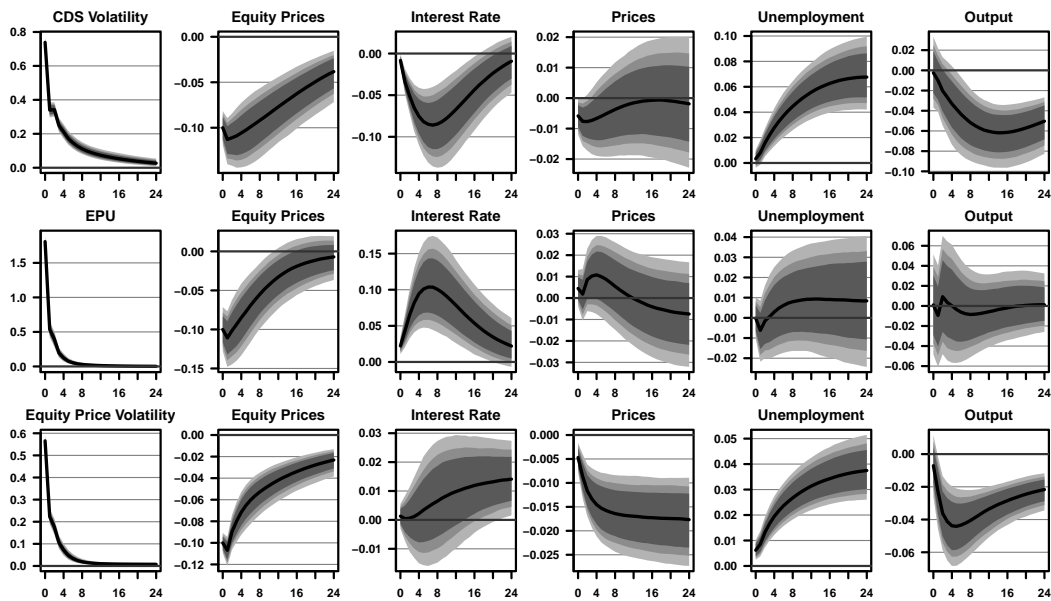 CDS Volatility Equity Prices Interest Rate Prices Unemployment Output
0.8 0.6 0.4 0.2 0.0
0.00 −0.05 −0.10
0.00 −0.05 −0.10
0.02 0.01 0.00 −0.01 −0.02
0.10 0.08 0.06 0.04 0.02 0.00
0.02 0.00 −0.02 −0.04 −0.06 −0.08 −0.10
0 4 8 16 24 0 4 8 16 24 0 4 8 16 24 0 4 8 16 24 0 4 8 16 24 0 4 8 16 24
EPU Equity Prices Interest Rate Prices Unemployment Output
1.5 1.0 0.5 0.0
0.00 −0.05 −0.10 −0.15
0.15 0.10 0.05 0.00
0.03 0.02 0.01 0.00 −0.01 −0.02 −0.03
0.04 0.03 0.02 0.01 0.00 −0.01 −0.02
0.06 0.04 0.02 0.00 −0.02 −0.04 −0.06
0 4 8 16 24 0 4 8 16 24 0 4 8 16 24 0 4 8 16 24 0 4 8 16 24 0 4 8 16 24
Equity Price Volatility Equity Prices Interest Rate Prices Unemployment Output
0.6 0.5 0.4 0.3 0.2 0.1 0.0
0.00 −0.02 −0.04 −0.06 −0.08 −0.10 −0.12
0.03 0.02 0.01 0.00 −0.01
0.000 −0.005 −0.010 −0.015 −0.020 −0.025
0.05 0.04 0.03 0.02 0.01 0.00
0.00 −0.02 −0.04 −0.06
0 4 8 16 24 0 4 8 16 24 0 4 8 16 24 0 4 8 16 24 0 4 8 16 24 0 4 8 16 24